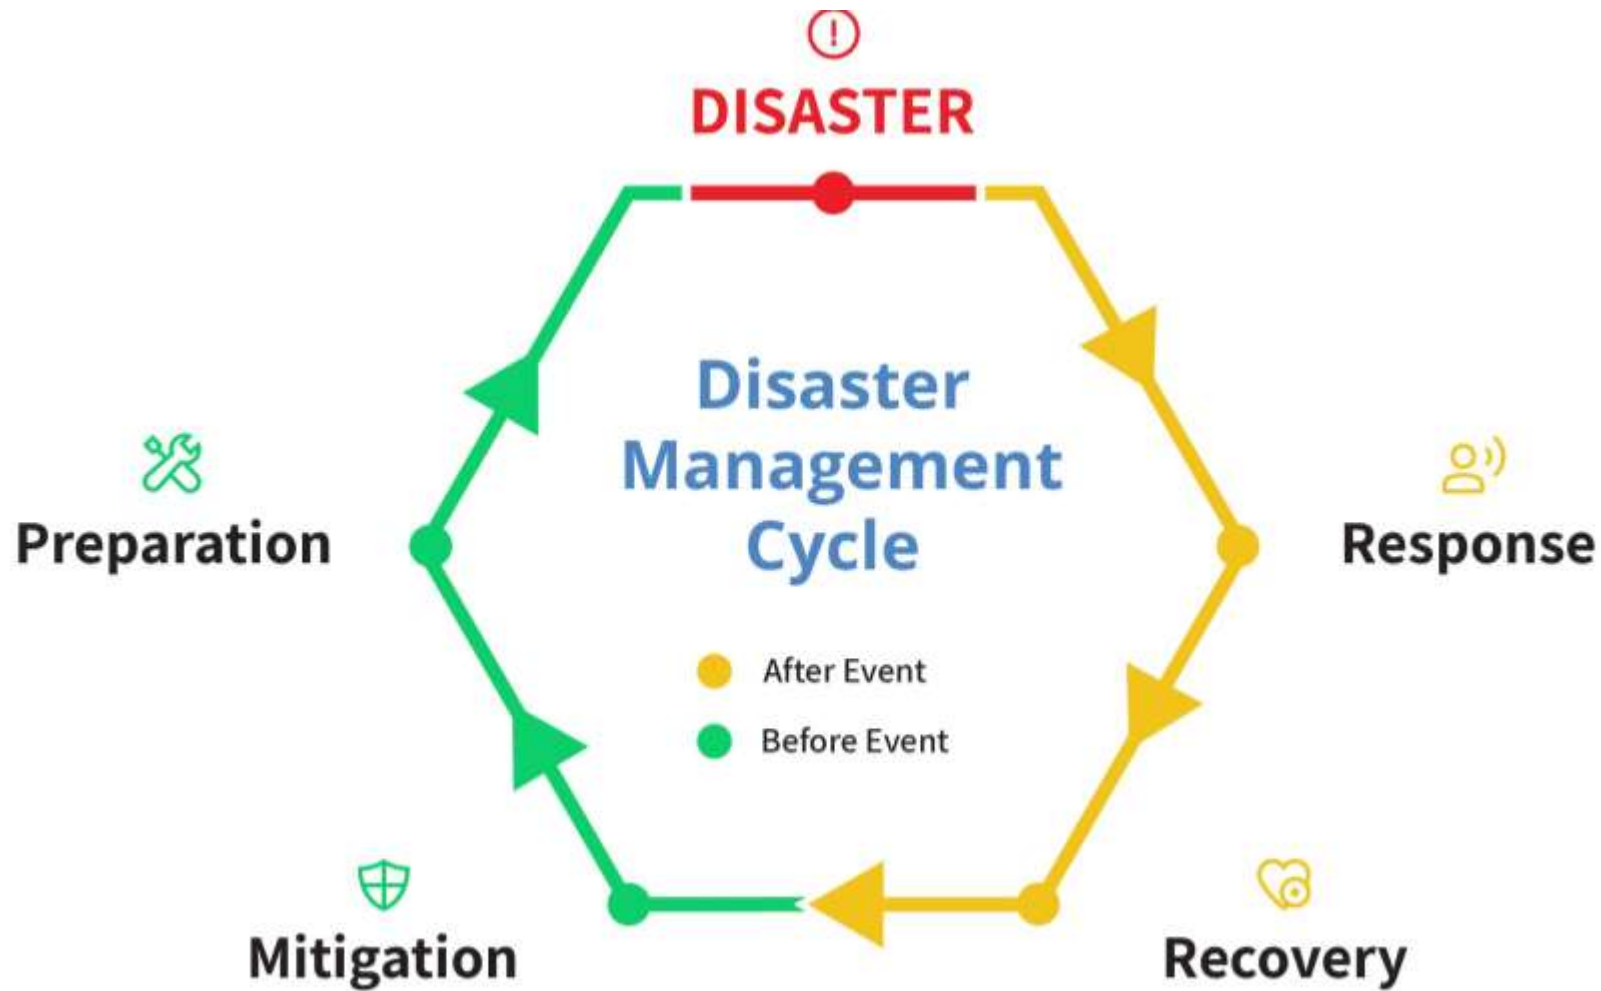 DISASTER
Disaster
Management
Cycle
Preparation
Response
After Event
Before Event
Mitigation
Recovery